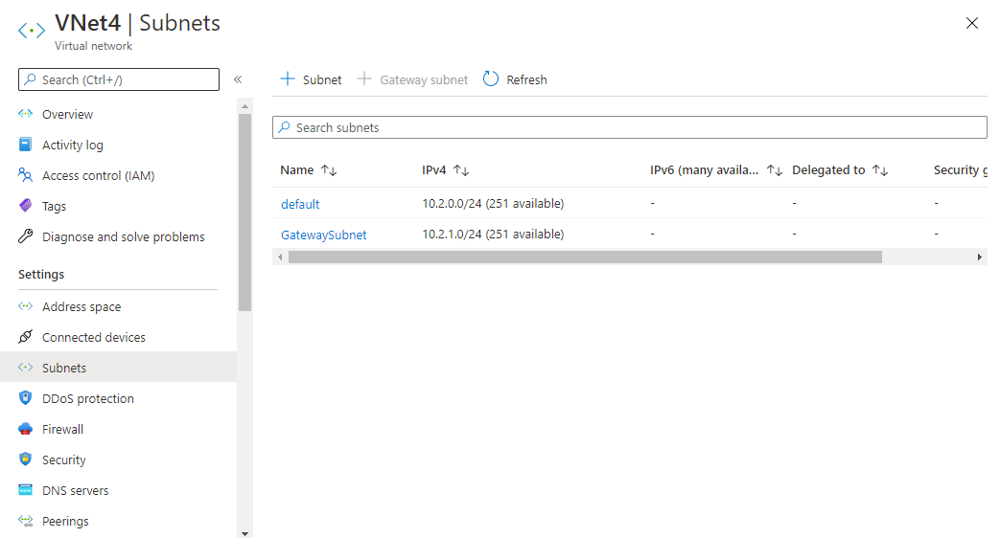 VNet4 | Subnets
Virtual network
Search (Ctrl+/)
«
Overview
Activity log
Access control (IAM)
Tags
Diagnose and solve problems
Settings
Address space
Connected devices
Subnets
DDoS protection
Firewall
Security
DNS servers
Peerings
+ Subnet + Gateway subnet Refresh
Search subnets
Name ↑↓ IPv4 ↑↓ IPv6 (many availa... ↑↓ Delegated to ↑↓ Security g
default 10.2.0.0/24 (251 available) - - -
GatewaySubnet 10.2.1.0/24 (251 available) - - -